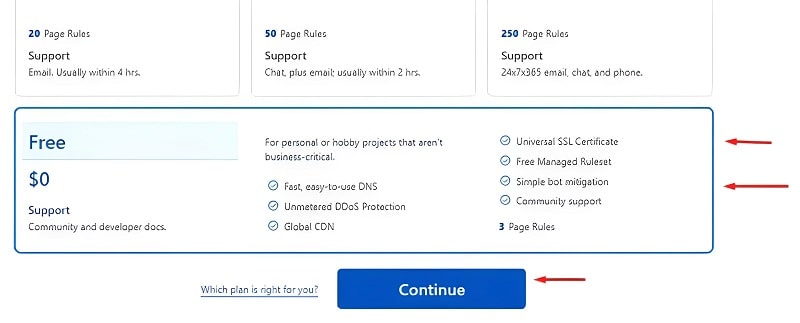 20 Page Rules
Support
Email. Usually within 4 hrs.
50 Page Rules
Support
Chat, plus email; usually within 2 hrs.
250 Page Rules
Support
24x7x365 email, chat, and phone.
Free
$0
Support
Community and developer docs.
For personal or hobby projects that aren't
business-critical.
Fast, easy-to-use DNS
Unmetered DDoS Protection
Global CDN
Universal SSL Certificate
Free Managed Ruleset
Simple bot mitigation
Community support
3 Page Rules
Which plan is right for you?
Continue